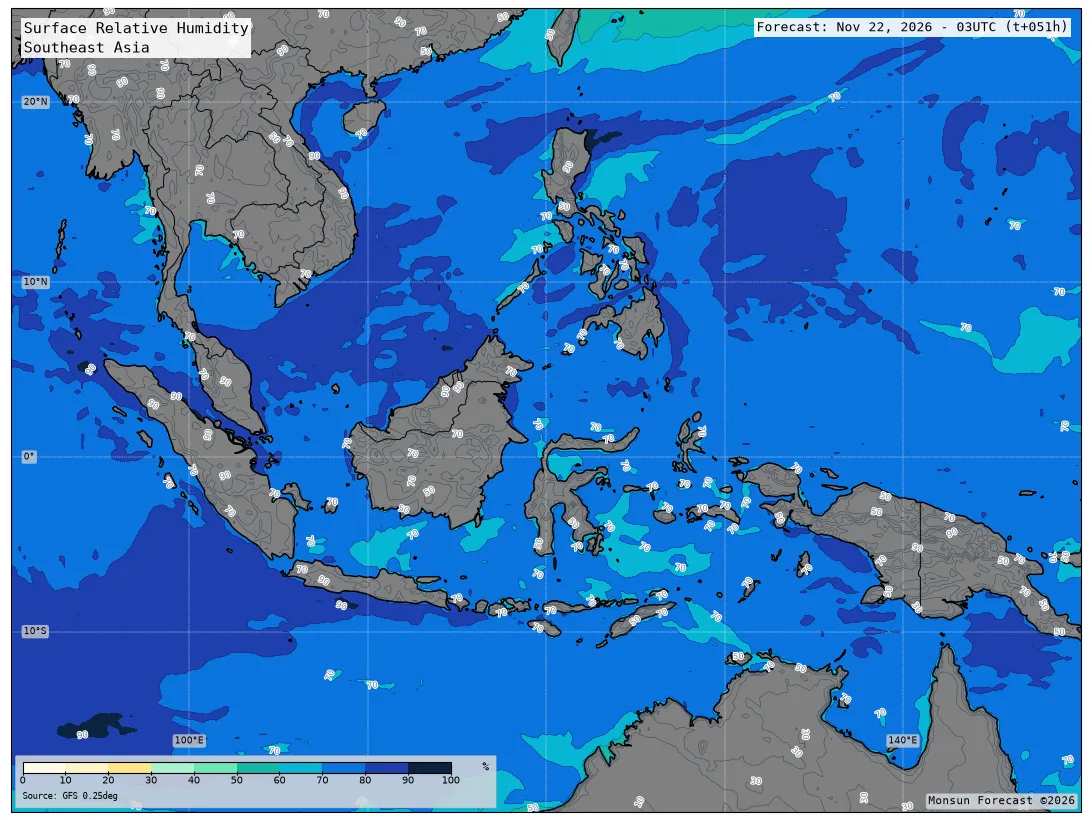 Surface Relative Humidity
Southeast Asia
Forecast: Nov 22, 2026 - 03UTC (t+051h)
20°N
10°N
0°
10°S
100°E
140°E
%
0 10 20 30 40 50 60 70 80 90 100
Source: GFS 0.25deg
Monsun Forecast ©2026